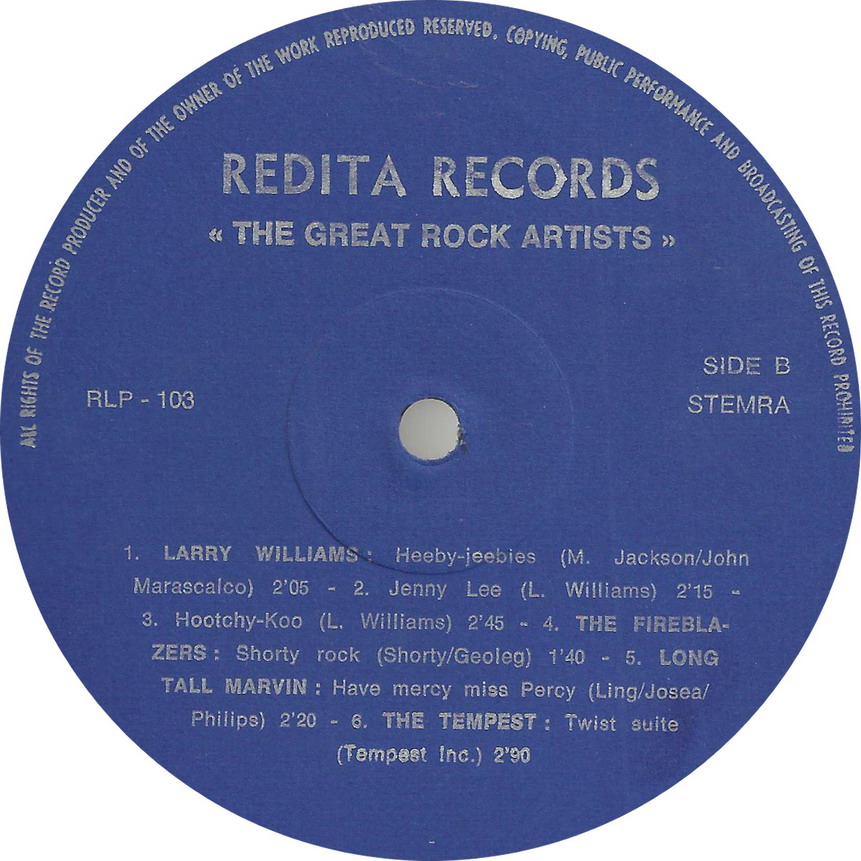 ALL RIGHTS OF THE RECORD PRODUCER AND OF THE OWNER OF THE WORK REPRODUCED RESERVED. COPYING, PUBLIC PERFORMANCE AND BROADCASTING OF THIS RECORD PROHIBITED
REDITA RECORDS
« THE GREAT ROCK ARTISTS »
SIDE B
RLP - 103
STEMRA
1. LARRY WILLIAMS : Heeby-jeebies (M. Jackson/John
Marascalco) 2'05 - 2. Jenny Lee (L. Williams) 2'15 -
3. Hootchy-Koo (L. Williams) 2'45 - 4. THE FIREBLA-
ZERS : Shorty rock (Shorty/Geoleg) 1'40 - 5. LONG
TALL MARVIN : Have mercy miss Percy (Ling/Josea/
Philips) 2'20 - 6. THE TEMPEST : Twist suite
(Tempest Inc.) 2'90